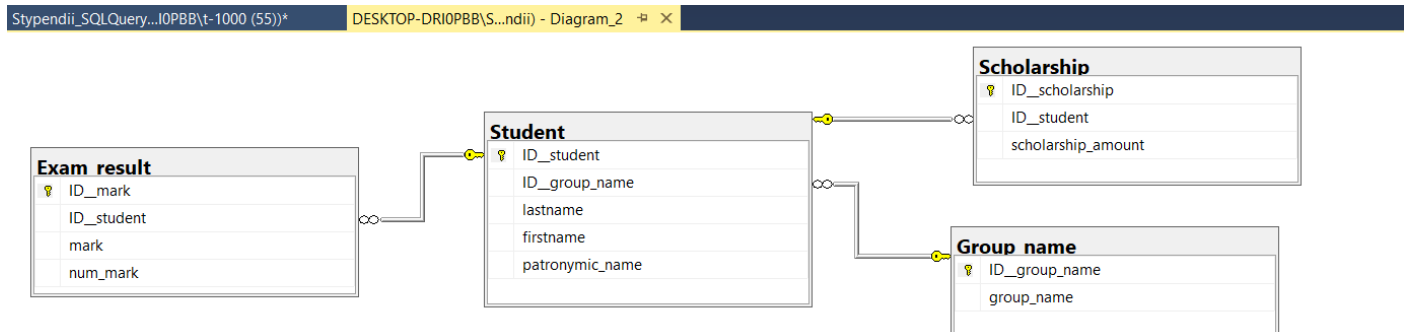 Stypendii_SQLQuery...I0PBB\t-1000 (55))*
DESKTOP-DRI0PBB\S...ndii) - Diagram_2
Exam_result
ID__mark
ID__student
mark
num_mark
Student
ID__student
ID__group_name
lastname
firstname
patronymic_name
Scholarship
ID__scholarship
ID__student
scholarship_amount
Group_name
ID__group_name
group_name